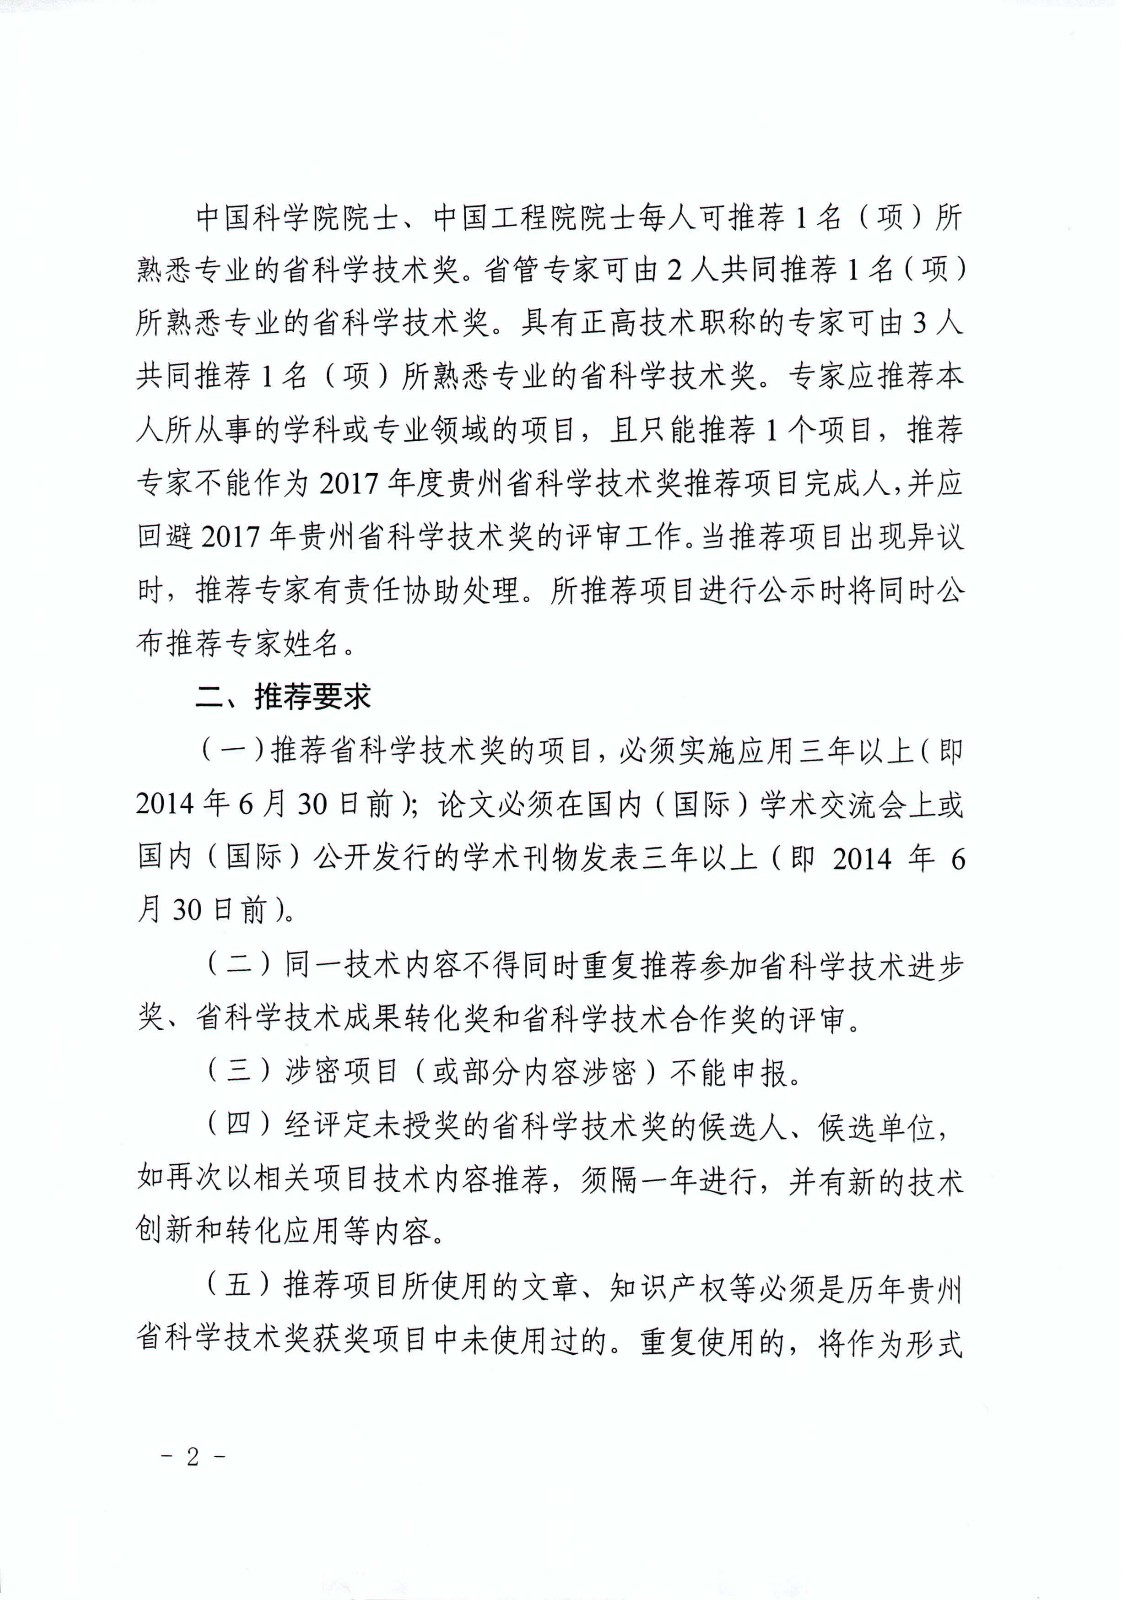 中国科学院院士、中国工程院院士每人可推荐1名（项）所
熟悉专业的省科学技术奖。省管专家可由2人共同推荐1名（项）
所熟悉专业的省科学技术奖。具有正高技术职称的专家可由3人
共同推荐1名（项）所熟悉专业的省科学技术奖。专家应推荐本
人所从事的学科或专业领域的项目，且只能推荐1个项目，推荐
专家不能作为2017年度贵州省科学技术奖推荐项目完成人，并应
回避2017年贵州省科学技术奖的评审工作。当推荐项目出现异议
时，推荐专家有责任协助处理。所推荐项目进行公示时将同时公
布推荐专家姓名。
二、推荐要求
（一）推荐省科学技术奖的项目，必须实施应用三年以上（即
2014年6月30日前）；论文必须在国内（国际）学术交流会上或
国内（国际）公开发行的学术刊物发表三年以上（即 2014 年 6
月30日前）。
（二）同一技术内容不得同时重复推荐参加省科学技术进步
奖、省科学技术成果转化奖和省科学技术合作奖的评审。
（三）涉密项目（或部分内容涉密）不能申报。
（四）经评定未授奖的省科学技术奖的候选人、候选单位，
如再次以相关项目技术内容推荐，须隔一年进行，并有新的技术
创新和转化应用等内容。
（五）推荐项目所使用的文章、知识产权等必须是历年贵州
省科学技术奖获奖项目中未使用过的。重复使用的，将作为形式
- 2 -